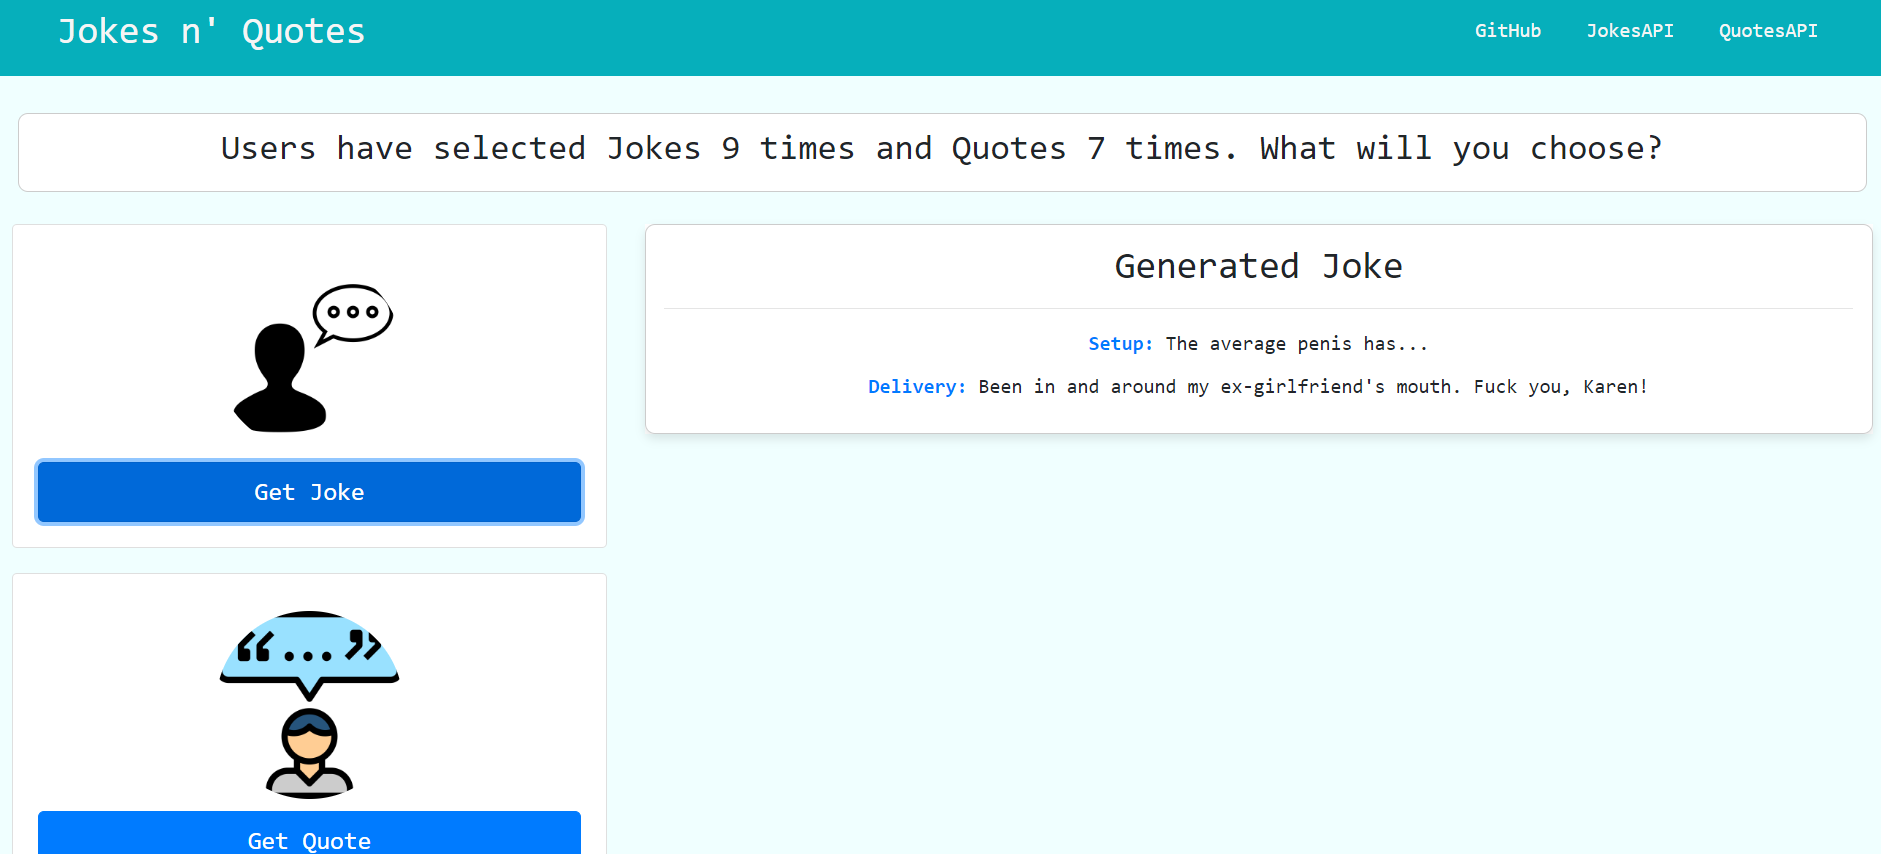 Jokes n' Quotes
GitHub JokesAPI QuotesAPI
Users have selected Jokes 9 times and Quotes 7 times. What will you choose?
Generated Joke
Setup: The average penis has...
Delivery: Been in and around my ex-girlfriend's mouth. Fuck you, Karen!
Get Joke
“...”
Get Quote